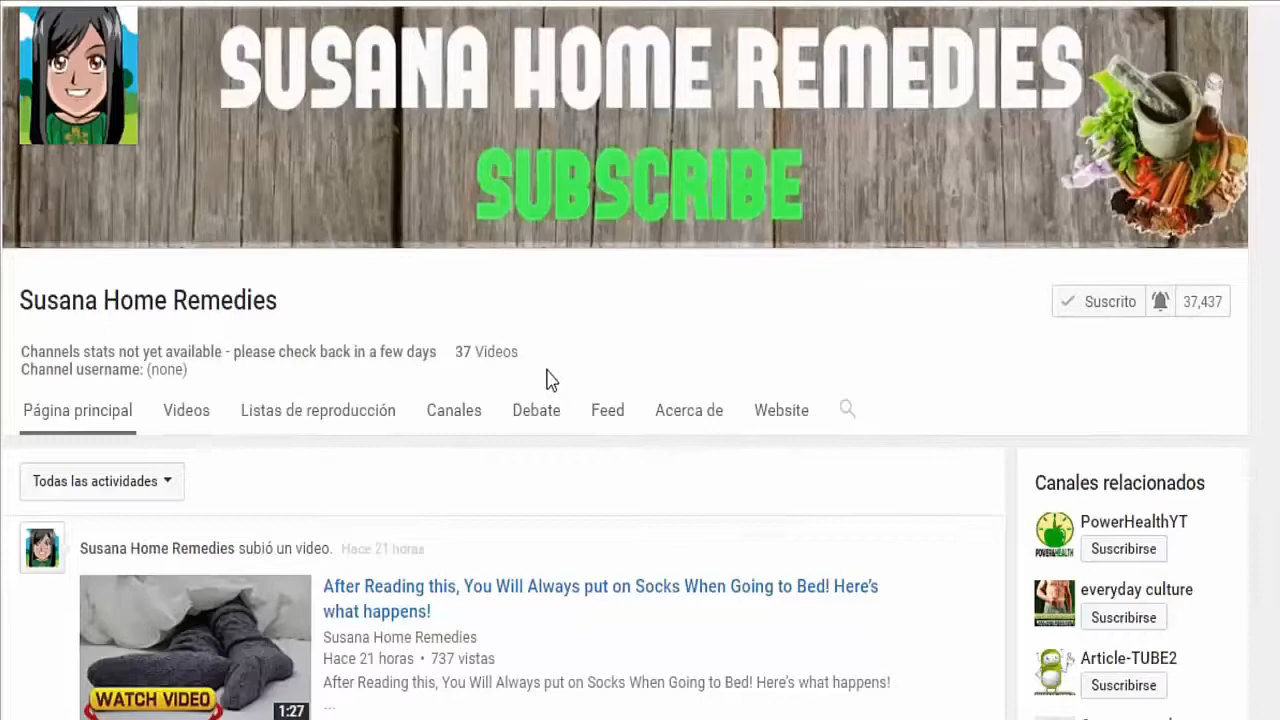 SUSANA HOME REMEDIES
SUBSCRIBE
Susana Home Remedies
Suscrito 37,437
Channels stats not yet available - please check back in a few days 37 Videos
Channel username: (none)
Página principal Videos Listas de reproducción Canales Debate Feed Acerca de Website
Todas las actividades
Canales relacionados
PowerHealthYT
Suscribirse
everyday culture
Suscribirse
Article-TUBE2
Suscribirse
Susana Home Remedies subió un video. Hace 21 horas
After Reading this, You Will Always put on Socks When Going to Bed! Here's
what happens!
Susana Home Remedies
Hace 21 horas • 737 vistas
After Reading this, You Will Always put on Socks When Going to Bed! Here's what happens!
...
WATCH VIDEO
1:27